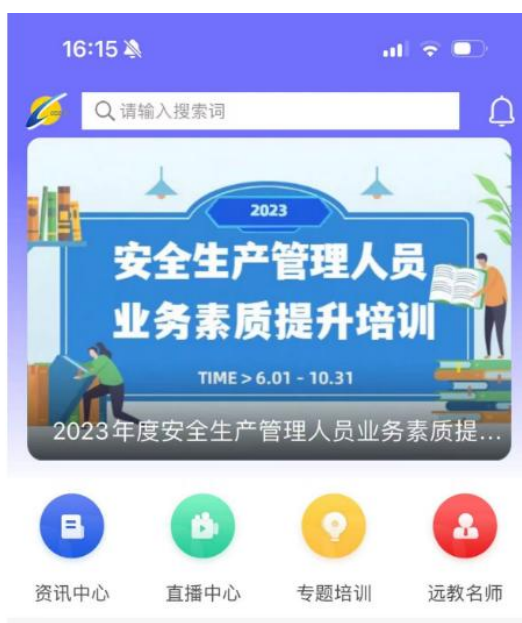 16:15
请输入搜索词
2023
安全生产管理人员
业务素质提升培训
TIME > 6.01 - 10.31
2023年度安全生产管理人员业务素质提...
资讯中心
直播中心
专题培训
远教名师